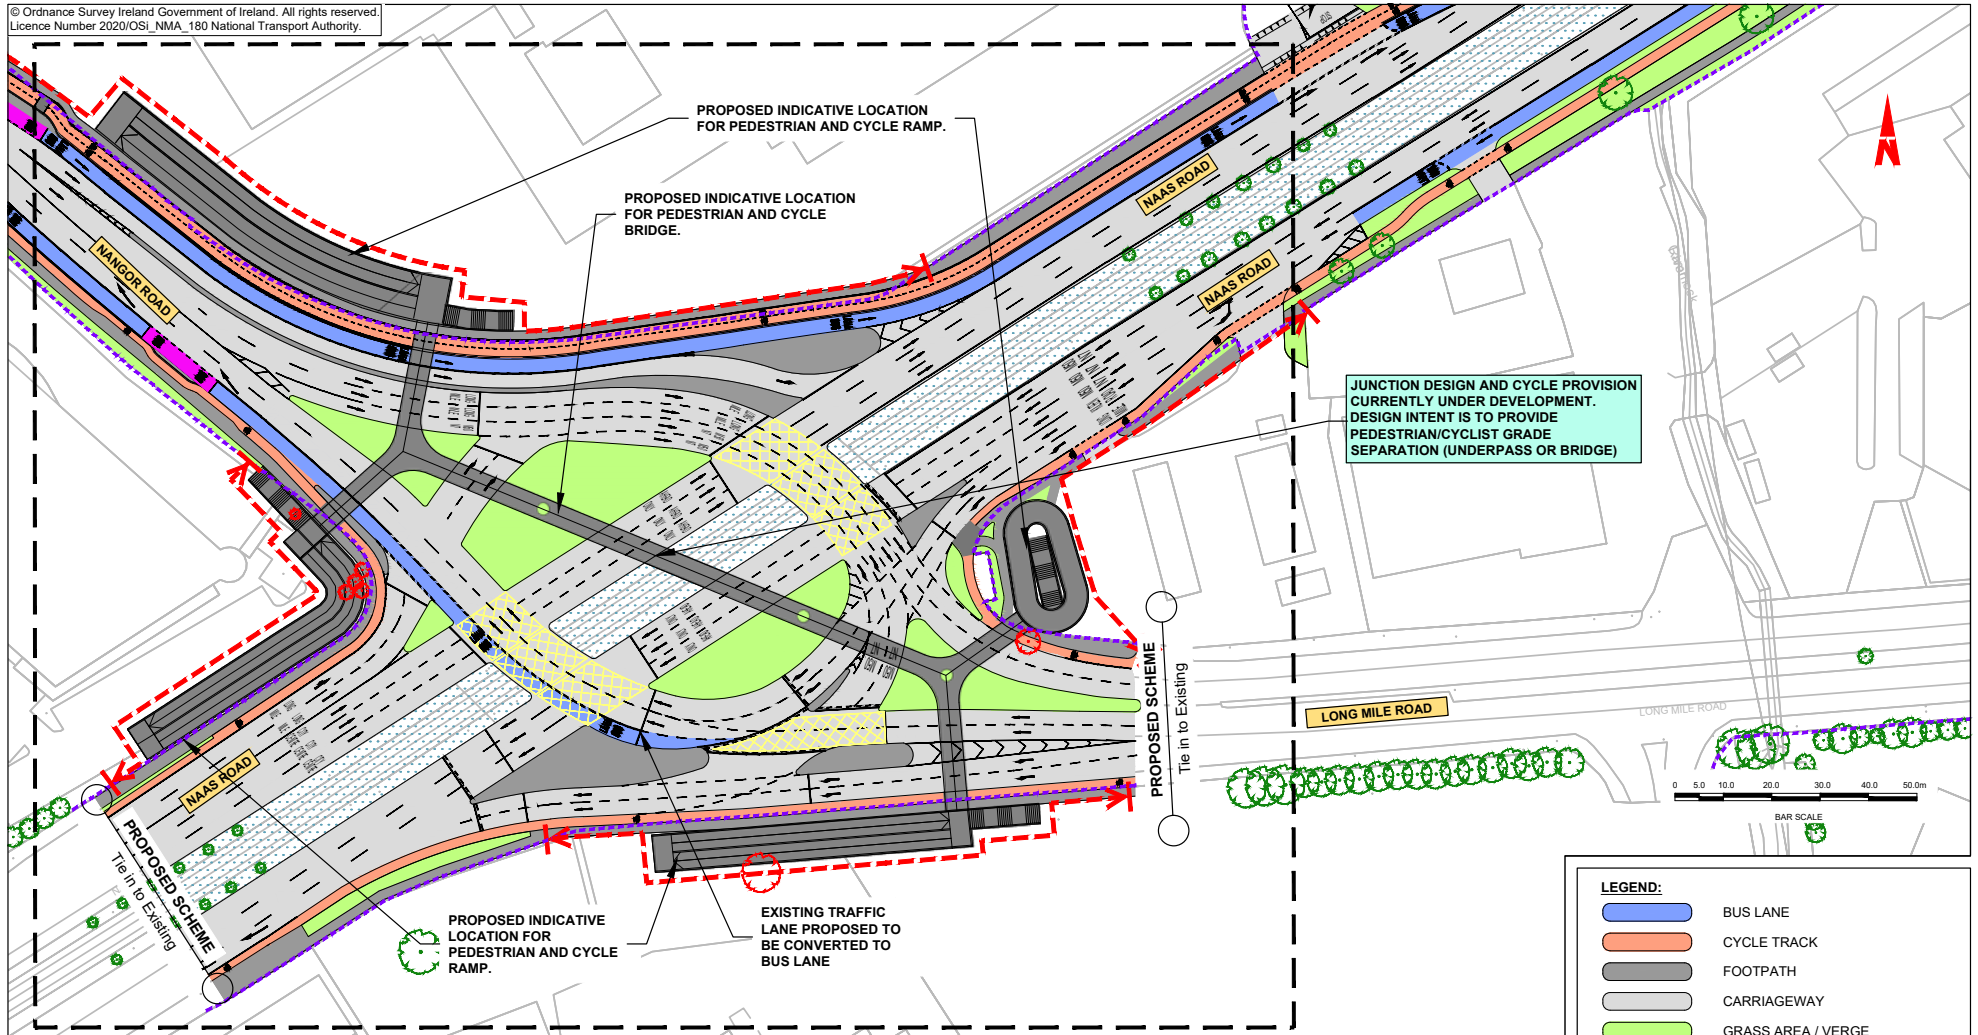 © Ordnance Survey Ireland Government of Ireland. All rights reserved.
Licence Number 2020/OSi_NMA_180 National Transport Authority.
PROPOSED INDICATIVE LOCATION
FOR PEDESTRIAN AND CYCLE RAMP.
PROPOSED INDICATIVE LOCATION
FOR PEDESTRIAN AND CYCLE
BRIDGE.
NAAS ROAD
NAAS ROAD
NANGOR ROAD
N
JUNCTION DESIGN AND CYCLE PROVISION
CURRENTLY UNDER DEVELOPMENT.
DESIGN INTENT IS TO PROVIDE
PEDESTRIAN/CYCLIST GRADE
SEPARATION (UNDERPASS OR BRIDGE)
PROPOSED SCHEME
Tie in to Existing
LONG MILE ROAD
LONG MILE ROAD
NAAS ROAD
PROPOSED SCHEME
Tie in to Existing
0 5.0 10.0 20.0 30.0 40.0 50.0m
BAR SCALE
PROPOSED INDICATIVE
LOCATION FOR
PEDESTRIAN AND CYCLE
RAMP.
EXISTING TRAFFIC
LANE PROPOSED TO
BE CONVERTED TO
BUS LANE
LEGEND:
BUS LANE
CYCLE TRACK
FOOTPATH
CARRIAGEWAY
GRASS AREA / VERGE